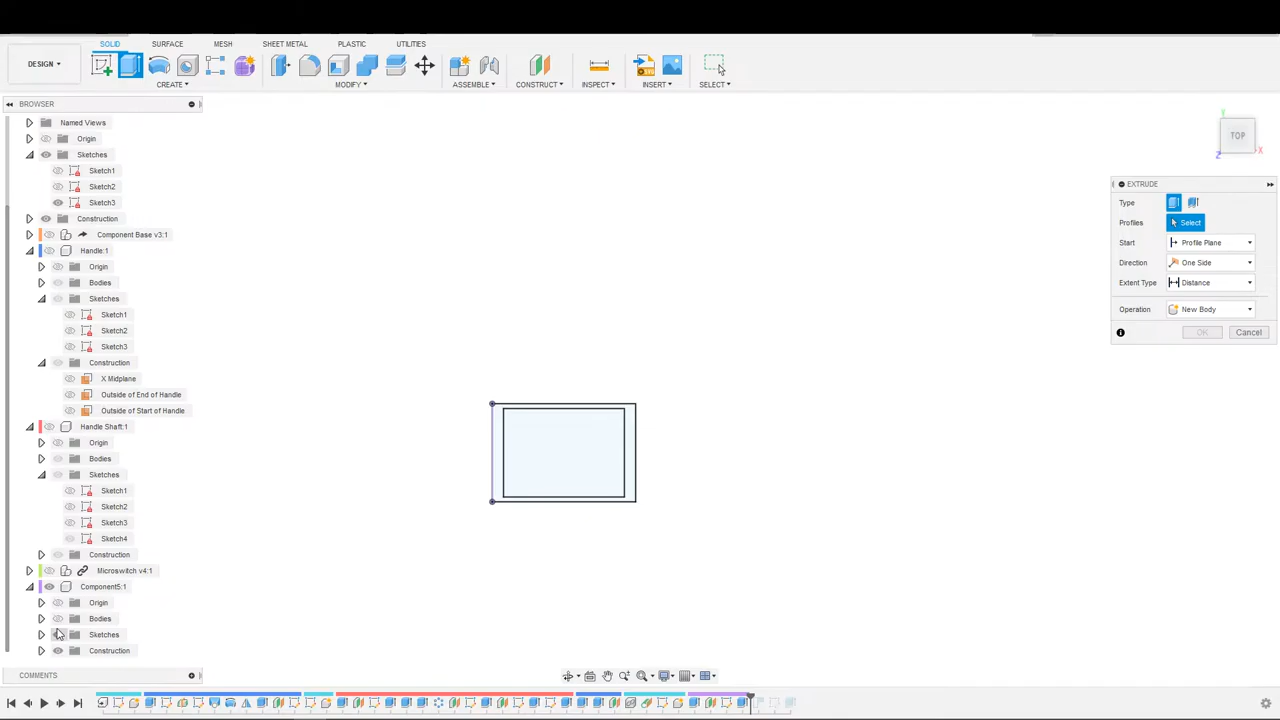 SOLID SURFACE MESH SHEET METAL PLASTIC UTILITIES
DESIGN
CREATE MODIFY ASSEMBLE CONSTRUCT INSPECT INSERT SELECT
BROWSER
Named Views
Origin
Sketches
Sketch1
Sketch2
Sketch3
Construction
Component Base v3:1
Handle:1
Origin
Bodies
Sketches
Sketch1
Sketch2
Sketch3
Construction
X Midplane
Outside of End of Handle
Outside of Start of Handle
Handle Shaft:1
Origin
Bodies
Sketches
Sketch1
Sketch2
Sketch3
Sketch4
Construction
Microswitch v4:1
Component5:1
Origin
Bodies
Sketches
Construction
COMMENTS
Y
TOP
X
Z
EXTRUDE
Type
Profiles Select
Start Profile Plane
Direction One Side
Extent Type Distance
Operation New Body
OK Cancel